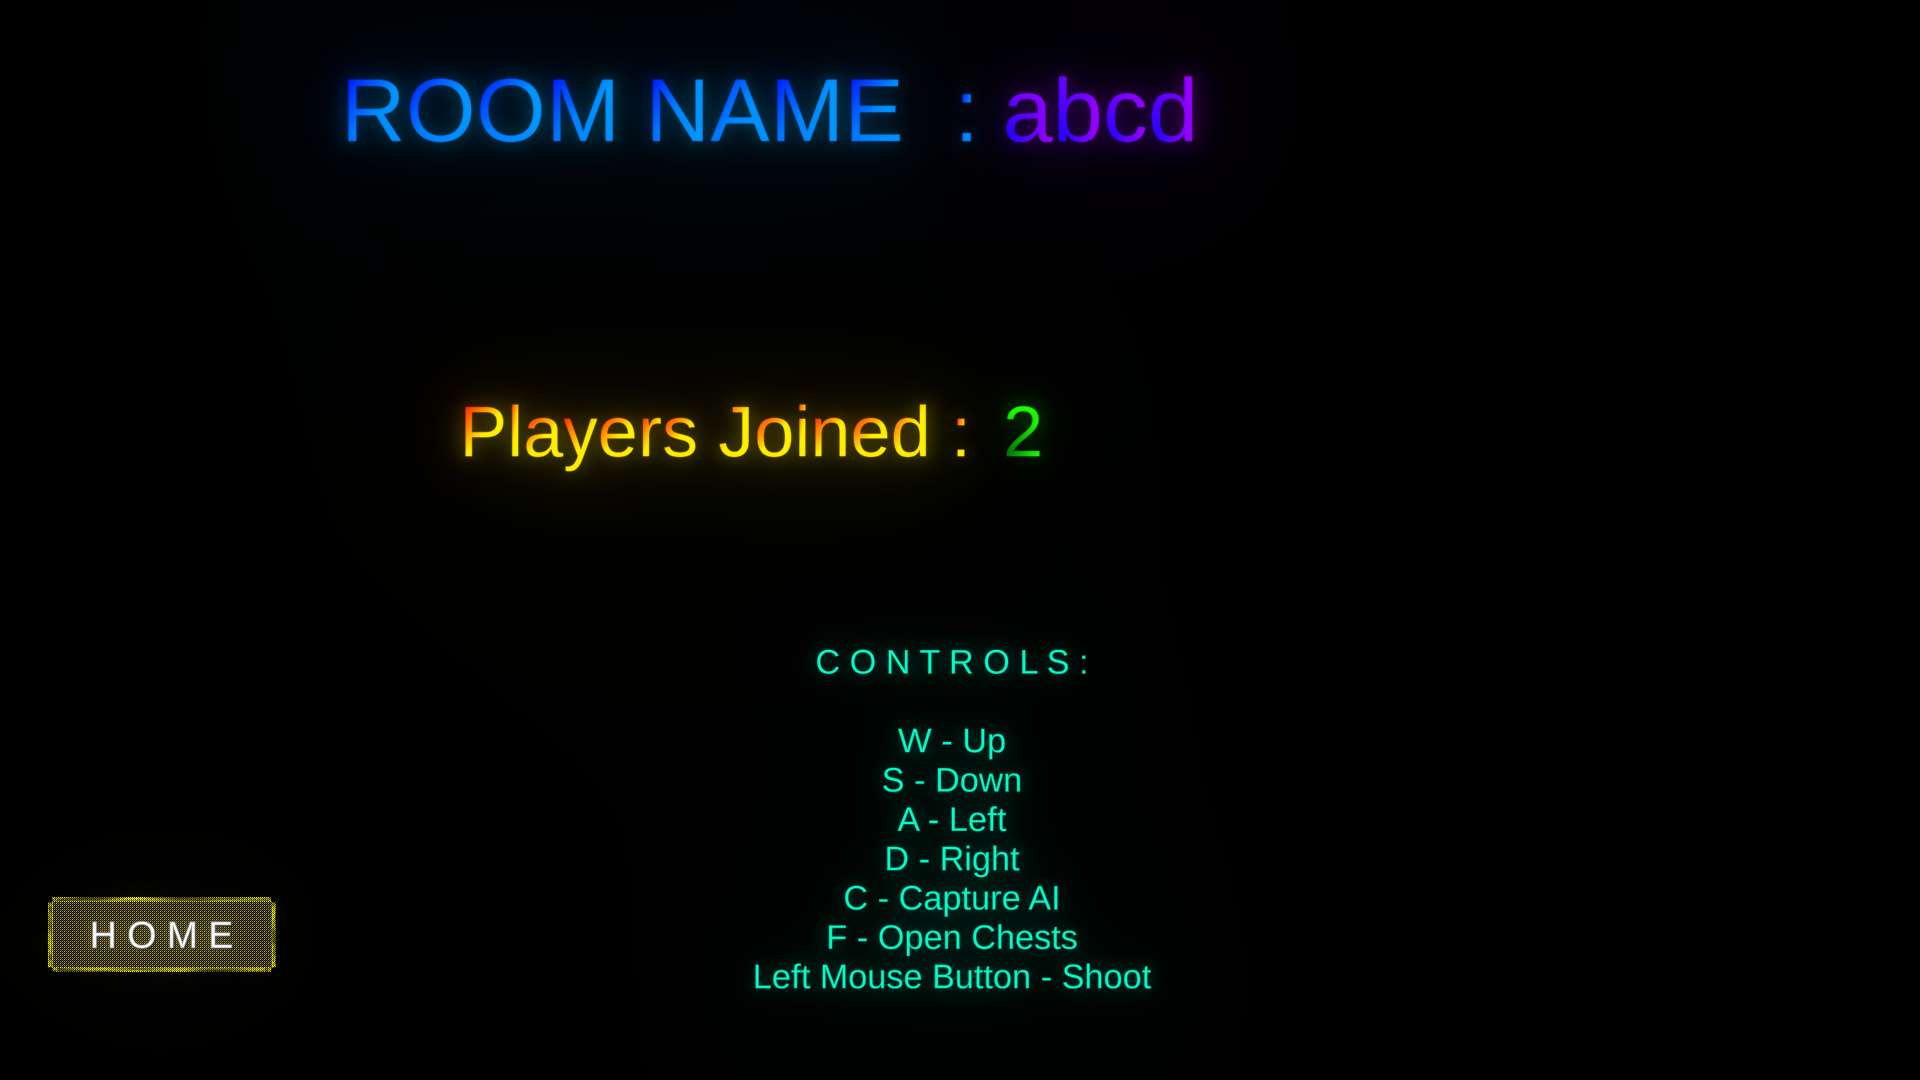 ROOM NAME : abcd
Players Joined : 2
CONTROLS:
W - Up
S - Down
A - Left
D - Right
C - Capture AI
F - Open Chests
Left Mouse Button - Shoot
HOME